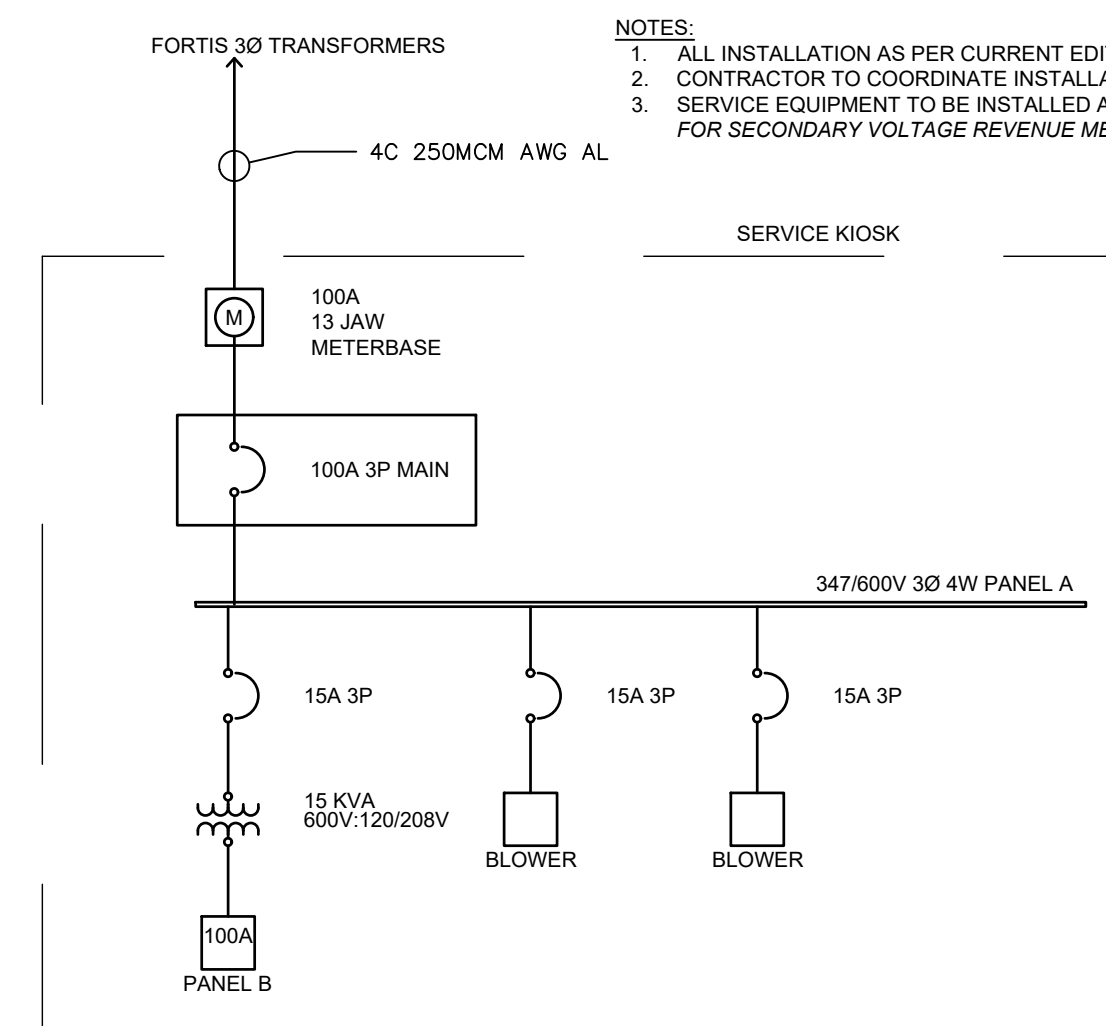 FORTIS 3Ø TRANSFORMERS
NOTES:
1. ALL INSTALLATION AS PER CURRENT
2. CONTRACTOR TO COORDINATE
3. SERVICE EQUIPMENT TO BE INSTALLED
FOR SECONDARY VOLTAGE REVENUE
4C 250MCM AWG AL
SERVICE KIOSK
M
100A
13 JAW
METERBASE
100A 3P MAIN
347/600V 3Ø 4W PANEL A
15A 3P
15A 3P
15A 3P
15 KVA
600V:120/208V
BLOWER
BLOWER
100A
PANEL B